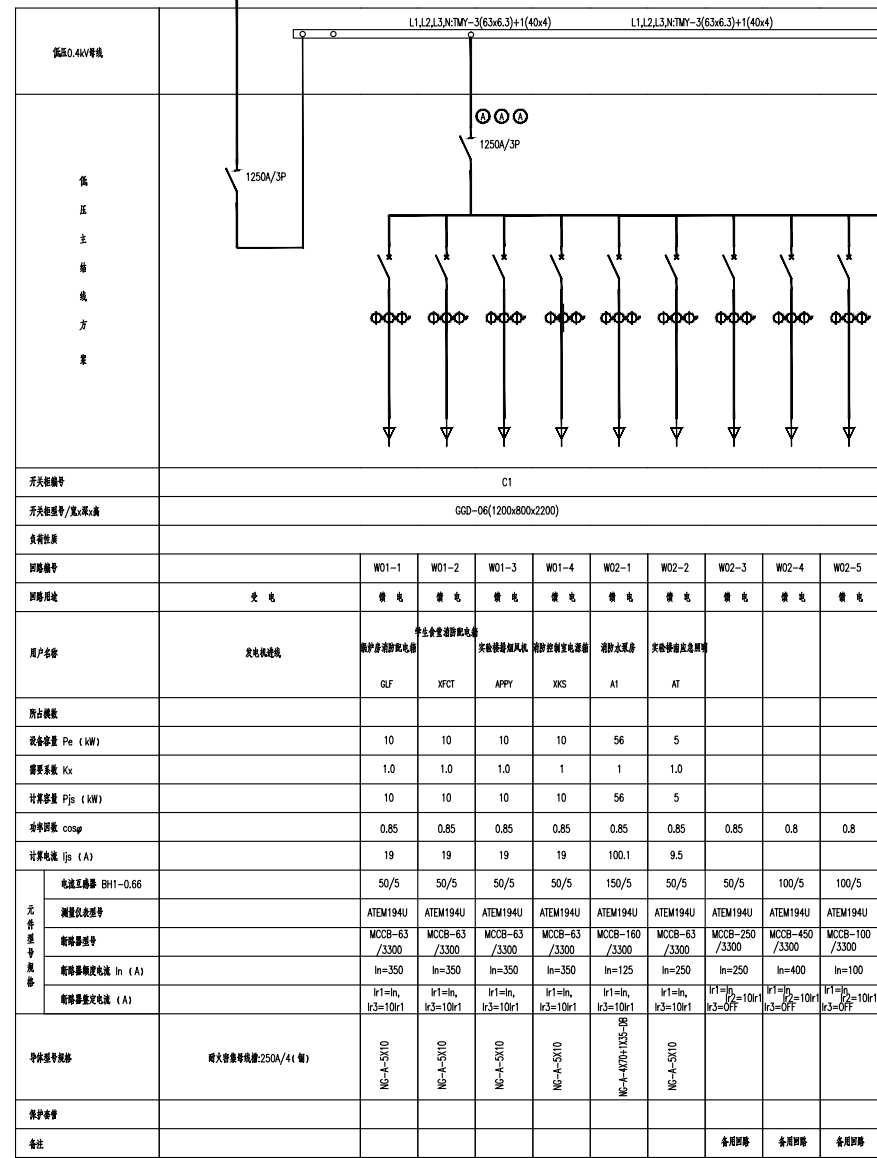 L1,L2,L3,N:TMY-3(63x6.3)+1(40x4) L1,L2,L3,N:TMY-3(63x6.3)+1(40x4)
低压0.4kV母线
A A A
1250A/3P
1250A/3P
低
压
主
结
线
方
案
开关柜编号 C1
开关柜型号/宽x深x高 GGD-06(1200x800x2200)
负荷性质
回路编号 W01-1 W01-2 W01-3 W01-4 W02-1 W02-2 W02-3 W02-4 W02-5
回路用途 受 电 馈 电 馈 电 馈 电 馈 电 馈 电 馈 电 馈 电 馈 电 馈 电
用户名称 发电机进线 锅炉房消防配电箱 学生食堂消防配电箱 实验楼排烟风机 消防控制室电源箱 消防水泵房 实验楼南应急照明
GLF XFCT APPY XKS A1 AT
所占模数
设备容量 Pe (kW) 10 10 10 10 56 5
需要系数 Kx 1.0 1.0 1.0 1 1 1.0
计算容量 Pjs (kW) 10 10 10 10 56 5
功率因数 cosφ 0.85 0.85 0.85 0.85 0.85 0.85 0.85 0.8 0.8
计算电流 Ijs (A) 19 19 19 19 100.1 9.5
元件型号规格
电流互感器 BH1-0.66 50/5 50/5 50/5 50/5 150/5 50/5 50/5 100/5 100/5
测量仪表型号 ATEM194U ATEM194U ATEM194U ATEM194U ATEM194U ATEM194U ATEM194U ATEM194U ATEM194U
断路器型号 MCCB-63 MCCB-63 MCCB-63 MCCB-63 MCCB-160 MCCB-63 MCCB-250 MCCB-450 MCCB-100
/3300 /3300 /3300 /3300 /3300 /3300 /3300 /3300 /3300
断路器额度电流 In (A) In=350 In=350 In=350 In=350 In=125 In=250 In=250 In=400 In=100
断路器整定电流 (A) Ir1=In, Ir1=In, Ir1=In, Ir1=In, Ir1=In, Ir1=In, Ir1=In, Ir2=10Ir1 Ir1=In, Ir2=10Ir1 Ir1=In, Ir2=10Ir1
Ir3=10Ir1 Ir3=10Ir1 Ir3=10Ir1 Ir3=10Ir1 Ir3=10Ir1 Ir3=10Ir1 Ir3=OFF Ir3=OFF Ir3=OFF
导体型号规格 耐火密集母线槽:250A/4(铜) NG-A-5X10 NG-A-5X10 NG-A-5X10 NG-A-5X10 NG-A-4X70+1X35-DB NG-A-5X10
保护套管
备注 备用回路 备用回路 备用回路